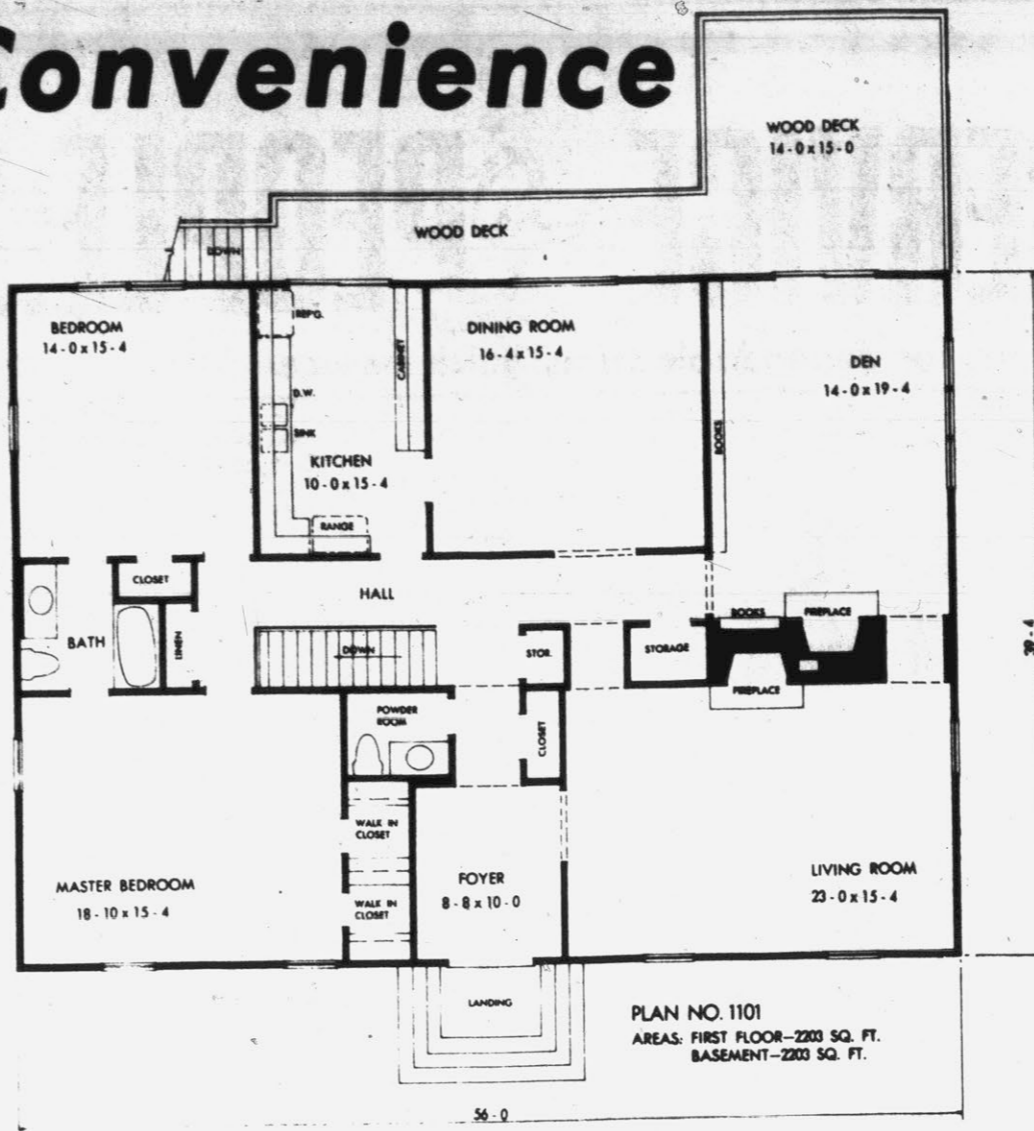 Convenience
WOOD DECK
14-0 x 15-0
WOOD DECK
DOWN
BEDROOM
14-0 x 15-4
REFG.
D.W.
SINK
KITCHEN
10-0 x 15-4
RANGE
CABINET
DINING ROOM
16-4 x 15-4
BOOKS
DEN
14-0 x 19-4
CLOSET
BATH
LINEN
HALL
DOWN
STOR.
STORAGE
BOOKS
FIREPLACE
FIREPLACE
POWDER
ROOM
CLOSET
WALK IN
CLOSET
WALK IN
CLOSET
MASTER BEDROOM
18-10 x 15-4
FOYER
8-8 x 10-0
LIVING ROOM
23-0 x 15-4
LANDING
PLAN NO. 1101
AREAS: FIRST FLOOR—2203 SQ. FT.
BASEMENT—2203 SQ. FT.
56-0